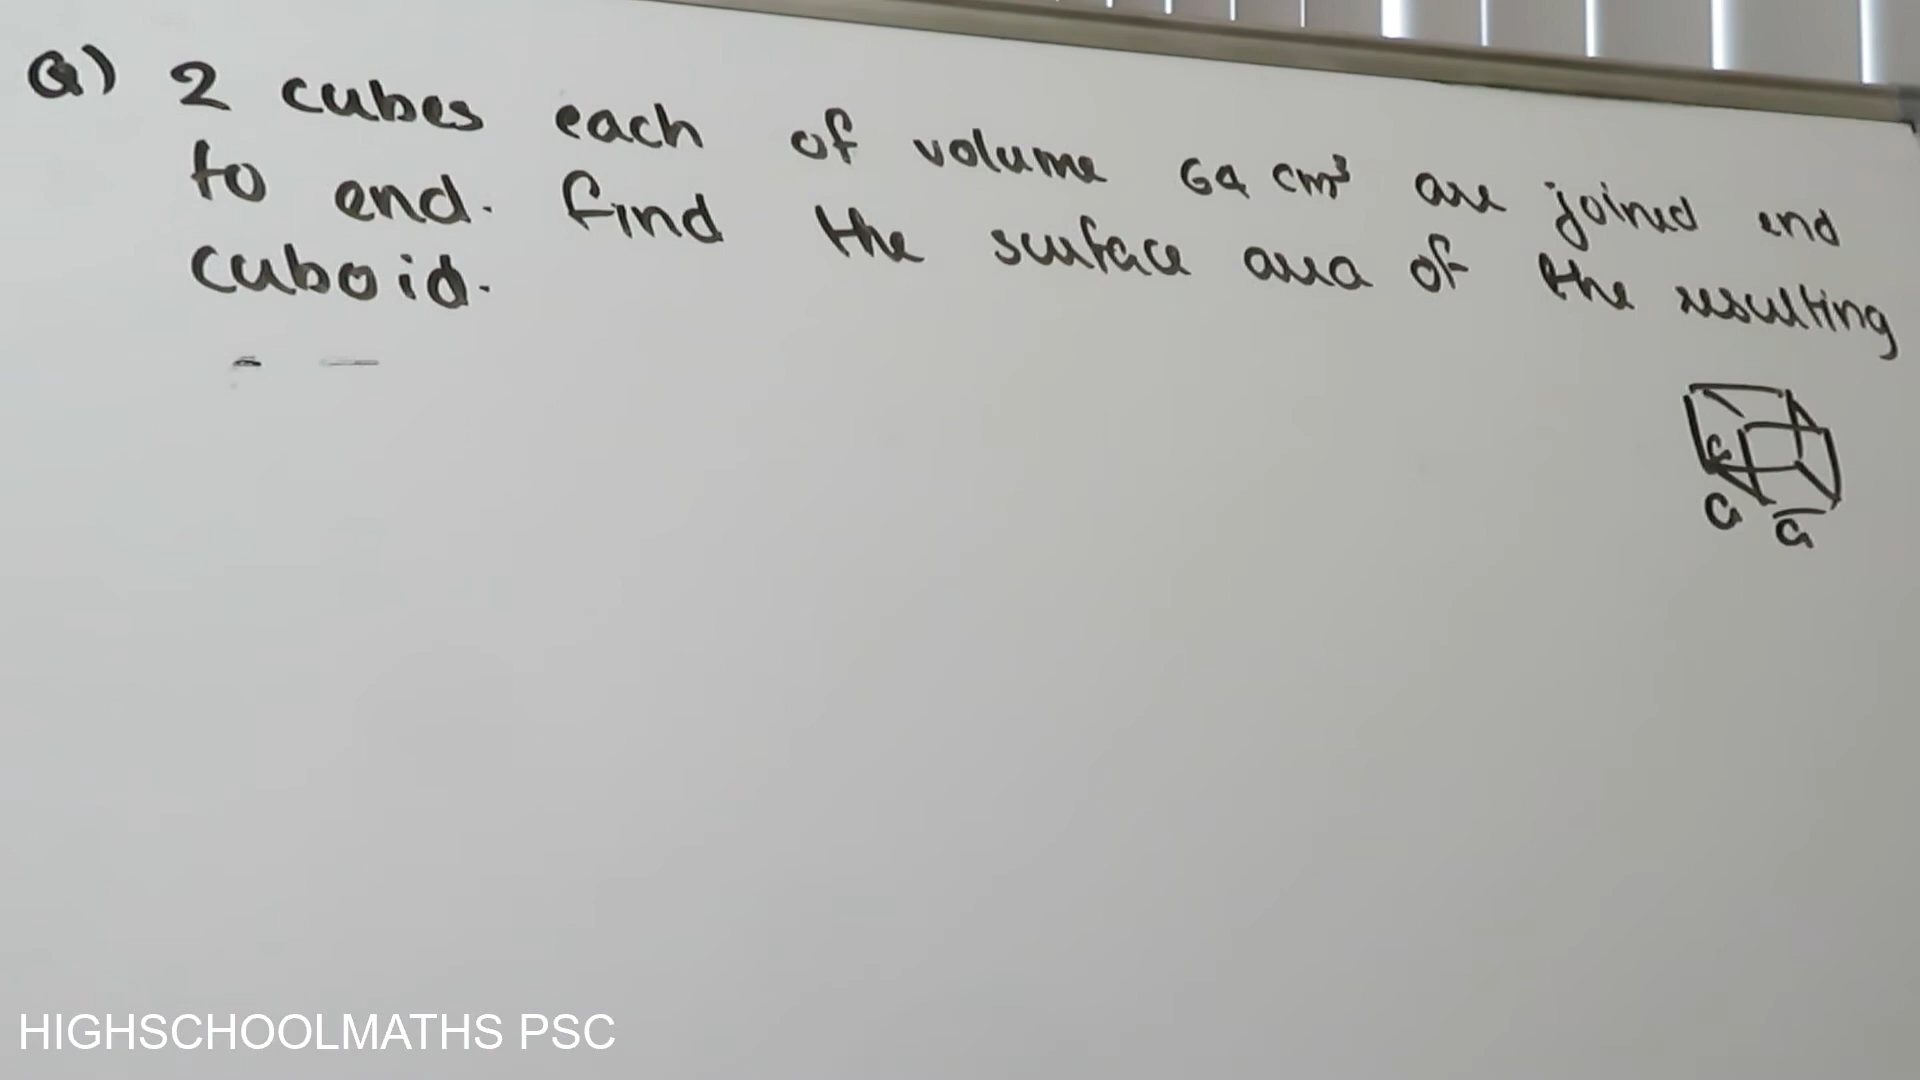 Q) 2 cubes each of volume 64 cm³ are joined end
to end. Find the surface area of the resulting
cuboid.
a
a a
HIGHSCHOOLMATHS PSC